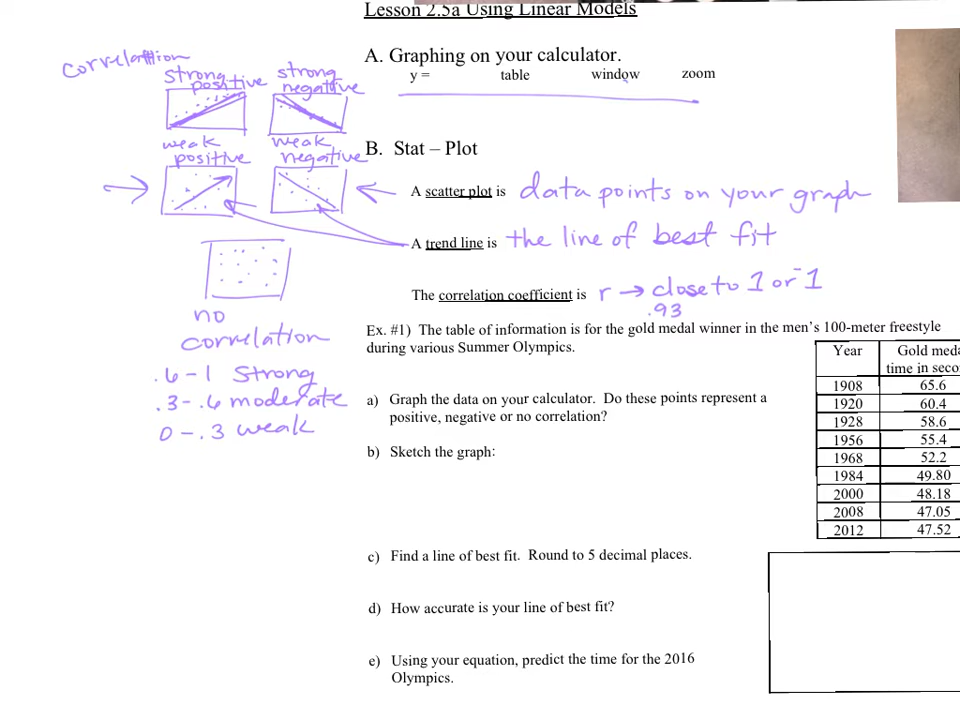 Lesson 2.5a Using Linear Models
A. Graphing on your calculator.
y = table window zoom
correlation
strong positive
strong negative
weak positive
weak negative
no correlation
.6 - 1 Strong
.3 - .6 moderate
0 - .3 weak
B. Stat – Plot
A scatter plot is data points on your graph
A trend line is the line of best fit
The correlation coefficient is r → close to 1 or -1
.93
Ex. #1) The table of information is for the gold medal winner in the men's 100-meter freestyle
during various Summer Olympics.
Year Gold meda
time in seco
1908 65.6
1920 60.4
1928 58.6
1956 55.4
1968 52.2
1984 49.80
2000 48.18
2008 47.05
2012 47.52
a) Graph the data on your calculator. Do these points represent a
positive, negative or no correlation?
b) Sketch the graph:
c) Find a line of best fit. Round to 5 decimal places.
d) How accurate is your line of best fit?
e) Using your equation, predict the time for the 2016
Olympics.